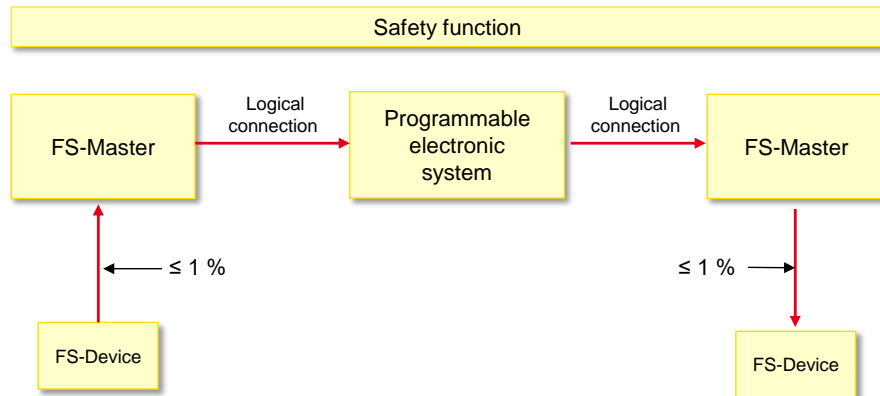 Safety function
FS-Master
Logical
connection
Programmable
electronic
system
Logical
connection
FS-Master
≤ 1 %
≤ 1 %
FS-Device
FS-Device